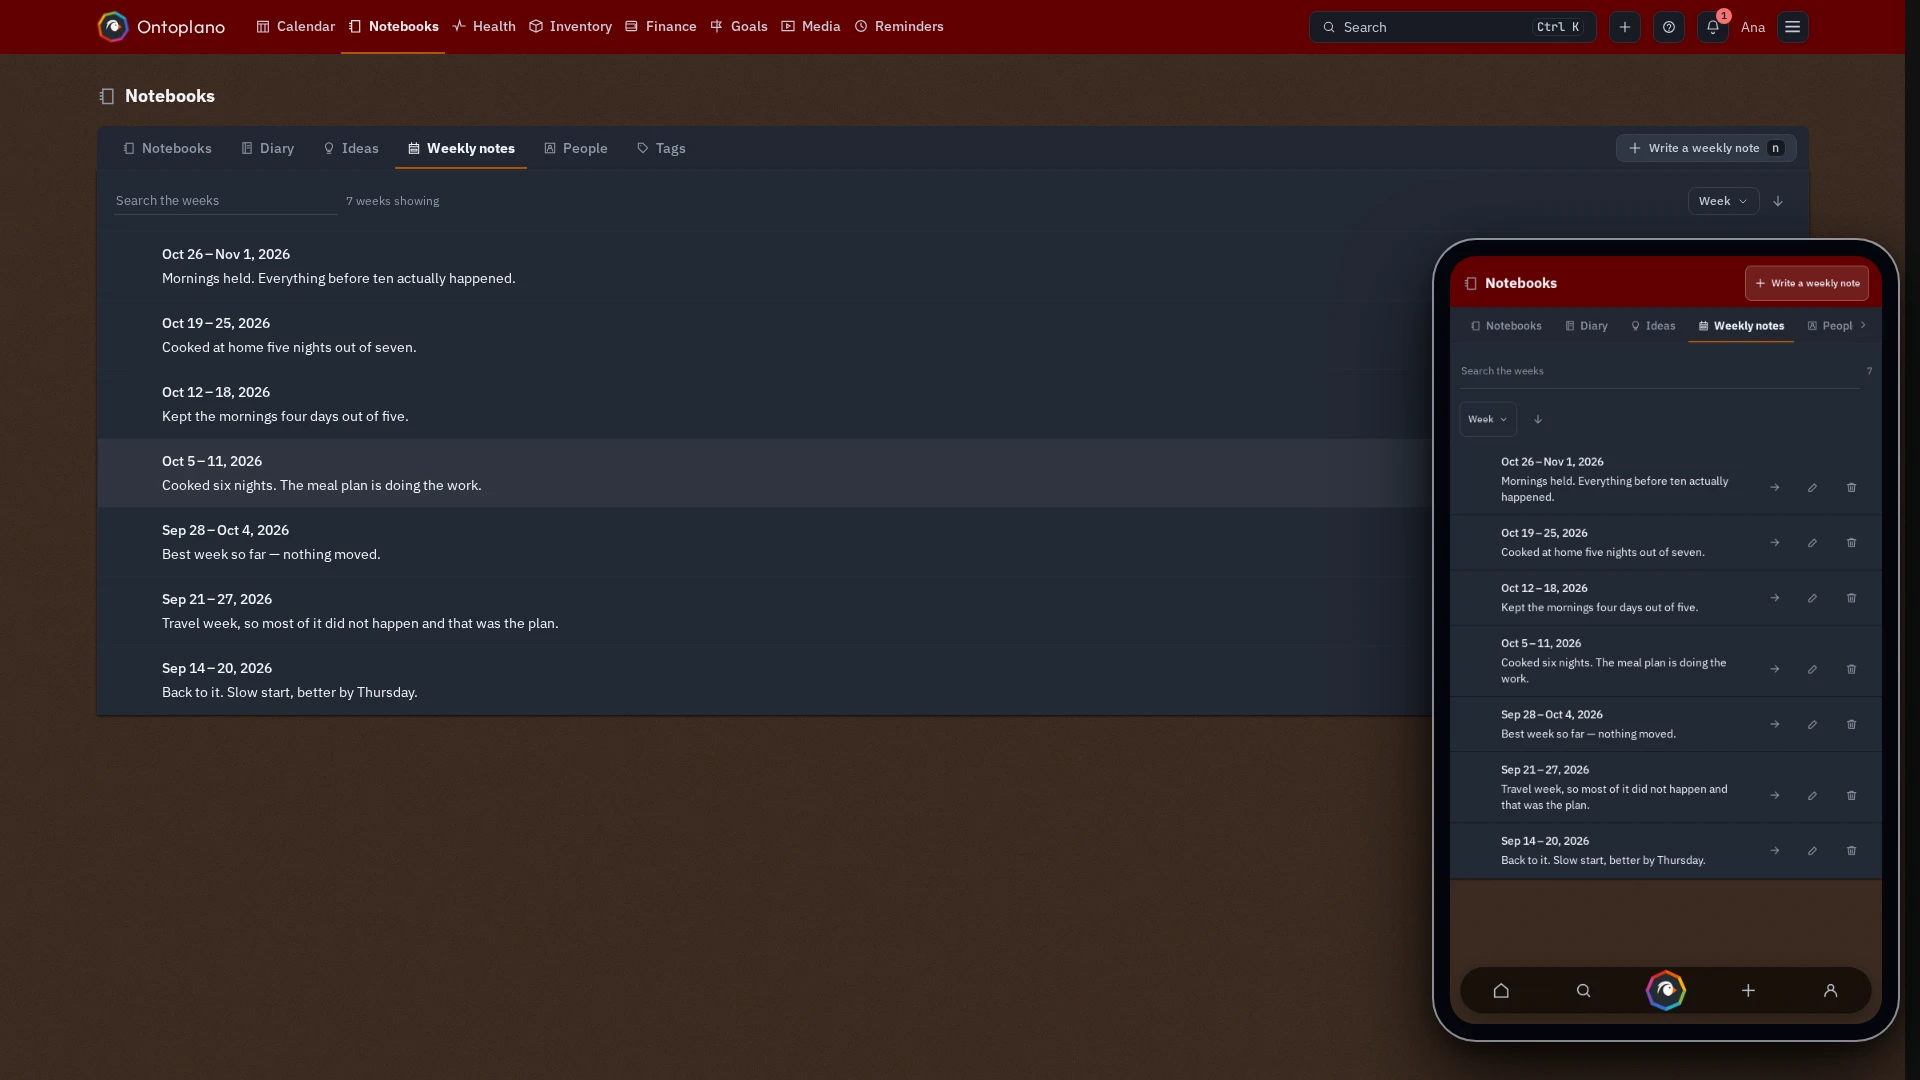 Ontoplano
Calendar
Notebooks
Health
Inventory
Finance
Goals
Media
Reminders
Search
Ctrl K
1
Ana
Notebooks
Notebooks
Diary
Ideas
Weekly notes
People
Tags
Write a weekly note n
Search the weeks
7 weeks showing
Week
Oct 26 – Nov 1, 2026
Mornings held. Everything before ten actually happened.
Oct 19 – 25, 2026
Cooked at home five nights out of seven.
Oct 12 – 18, 2026
Kept the mornings four days out of five.
Oct 5 – 11, 2026
Cooked six nights. The meal plan is doing the work.
Sep 28 – Oct 4, 2026
Best week so far — nothing moved.
Sep 21 – 27, 2026
Travel week, so most of it did not happen and that was the plan.
Sep 14 – 20, 2026
Back to it. Slow start, better by Thursday.
Notebooks
Write a weekly note
Notebooks
Diary
Ideas
Weekly notes
Peopl
Search the weeks
7
Week
Oct 26 – Nov 1, 2026
Mornings held. Everything before ten actually
happened.
Oct 19 – 25, 2026
Cooked at home five nights out of seven.
Oct 12 – 18, 2026
Kept the mornings four days out of five.
Oct 5 – 11, 2026
Cooked six nights. The meal plan is doing the
work.
Sep 28 – Oct 4, 2026
Best week so far — nothing moved.
Sep 21 – 27, 2026
Travel week, so most of it did not happen and
that was the plan.
Sep 14 – 20, 2026
Back to it. Slow start, better by Thursday.